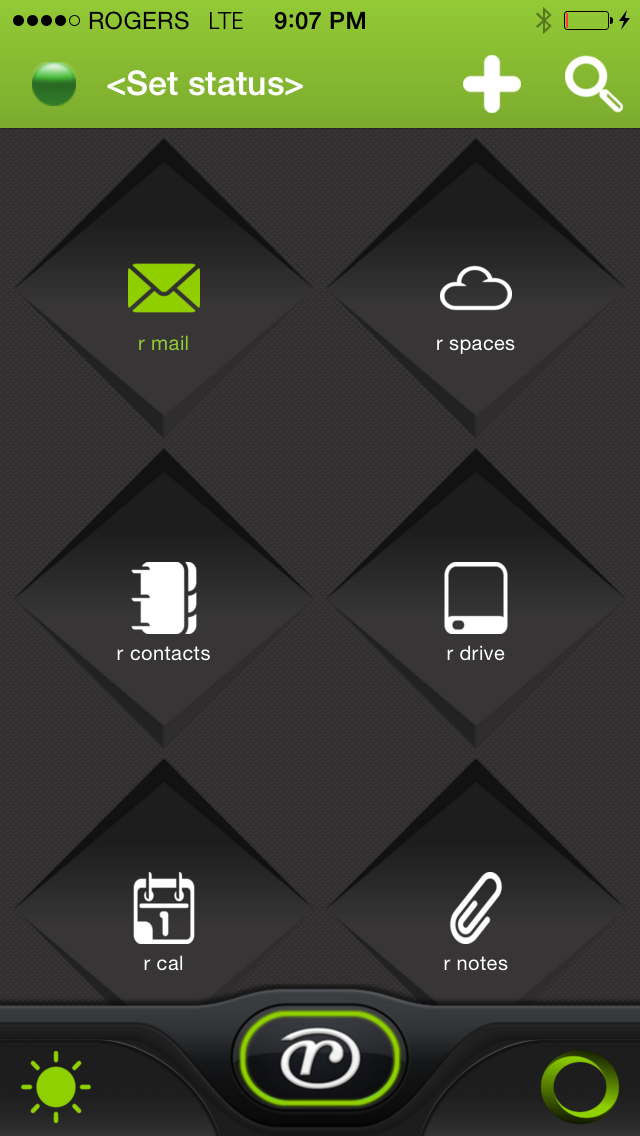 ROGERS LTE 9:07 PM
<Set status>
r mail
r spaces
r contacts
r drive
1
r cal
r notes
r